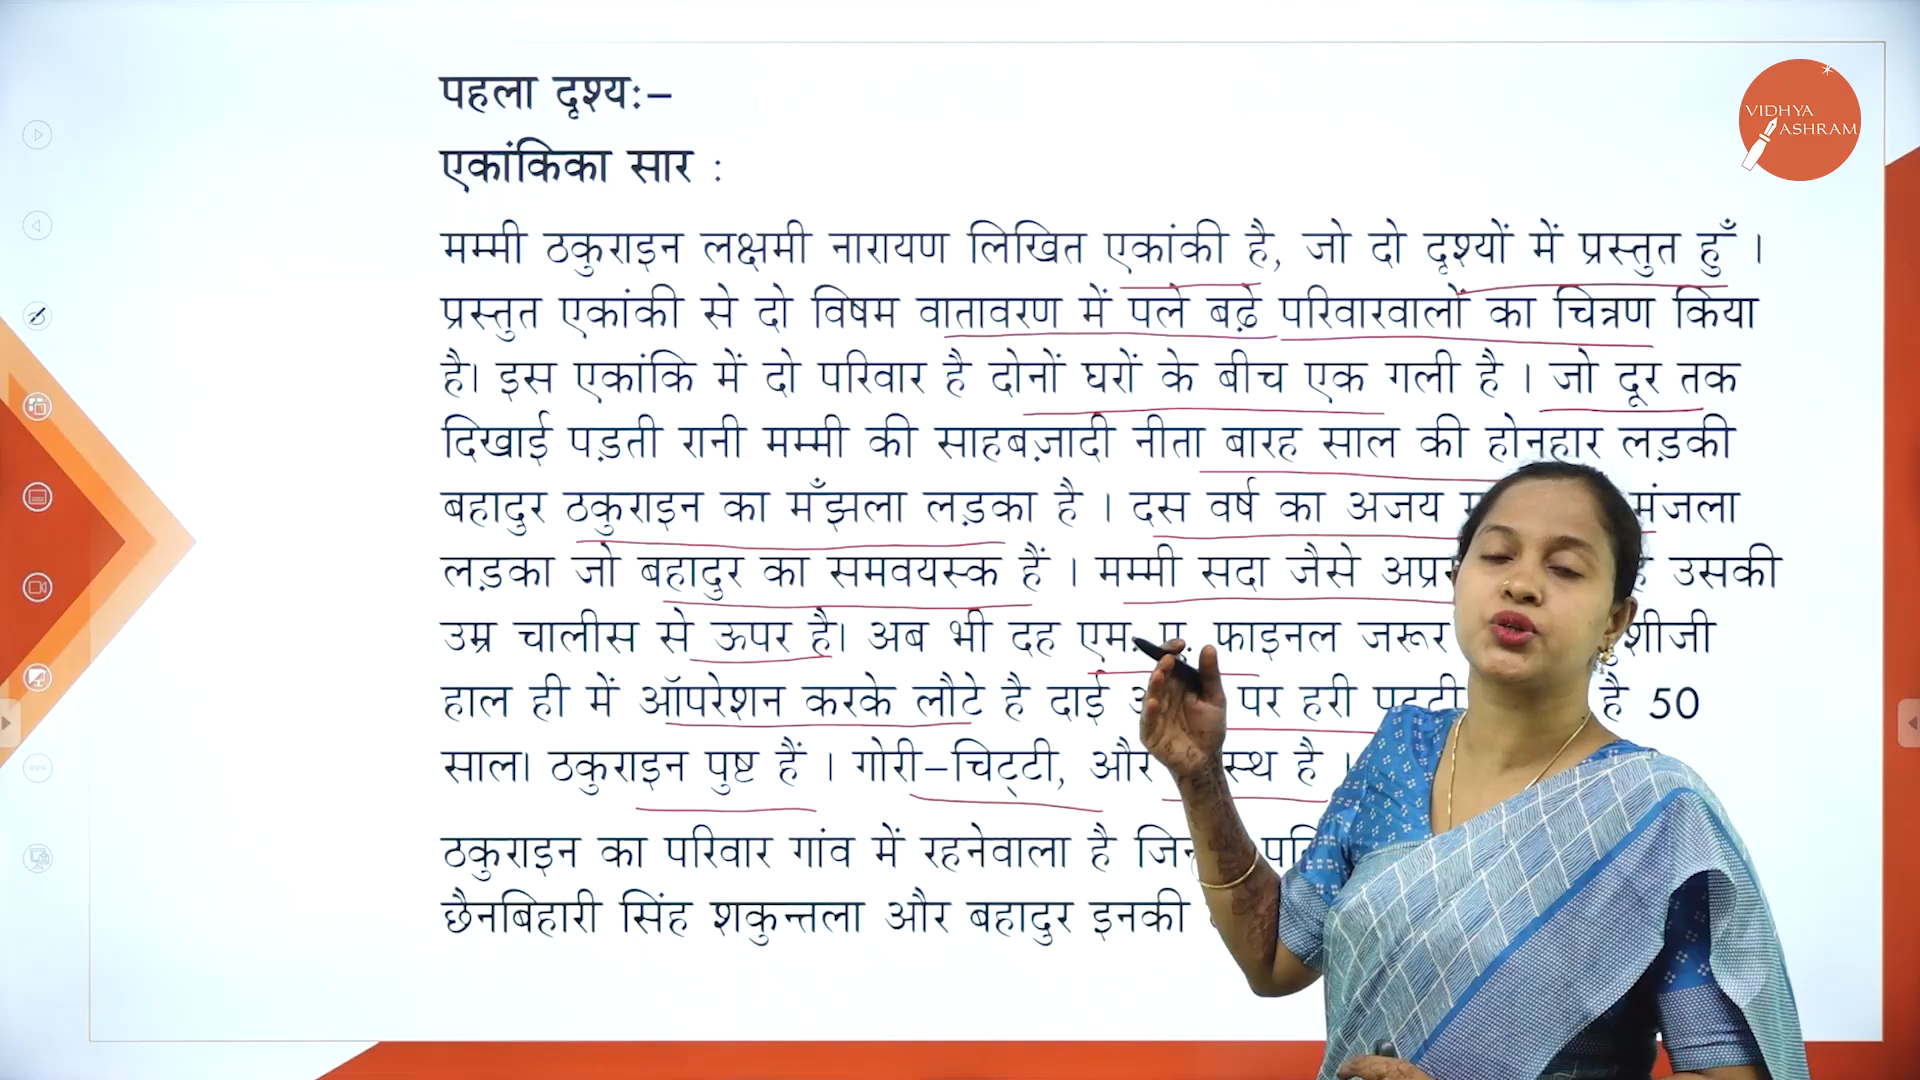 पहला दृश्यः–
एकांकिका सार :
VIDHYA
ASHRAM
मम्मी ठकुराइन लक्षमी नारायण लिखित एकांकी है, जो दो दृश्यों में प्रस्तुत हुँ ।
प्रस्तुत एकांकी से दो विषम वातावरण में पले बढ़े परिवारवालों का चित्रण किया
है। इस एकांकि में दो परिवार है दोनों घरों के बीच एक गली है । जो दूर तक
दिखाई पड़ती रानी मम्मी की साहबज़ादी नीता बारह साल की होनहार लड़की
बहादुर ठकुराइन का मँझला लड़का है । दस वर्ष का अजय मंजला
लड़का जो बहादुर का समवयस्क हैं । मम्मी सदा जैसे उसकी
उम्र चालीस से ऊपर है। अब भी दह एम. ए. फाइनल जरूर
हाल ही में ऑपरेशन करके लौटे है दाई पर हरी पट्टी है 50
साल। ठकुराइन पुष्ट हैं । गोरी–चिट्टी, और है ।
ठकुराइन का परिवार गांव में रहनेवाला है
छैनबिहारी सिंह शकुन्तला और बहादुर इनकी